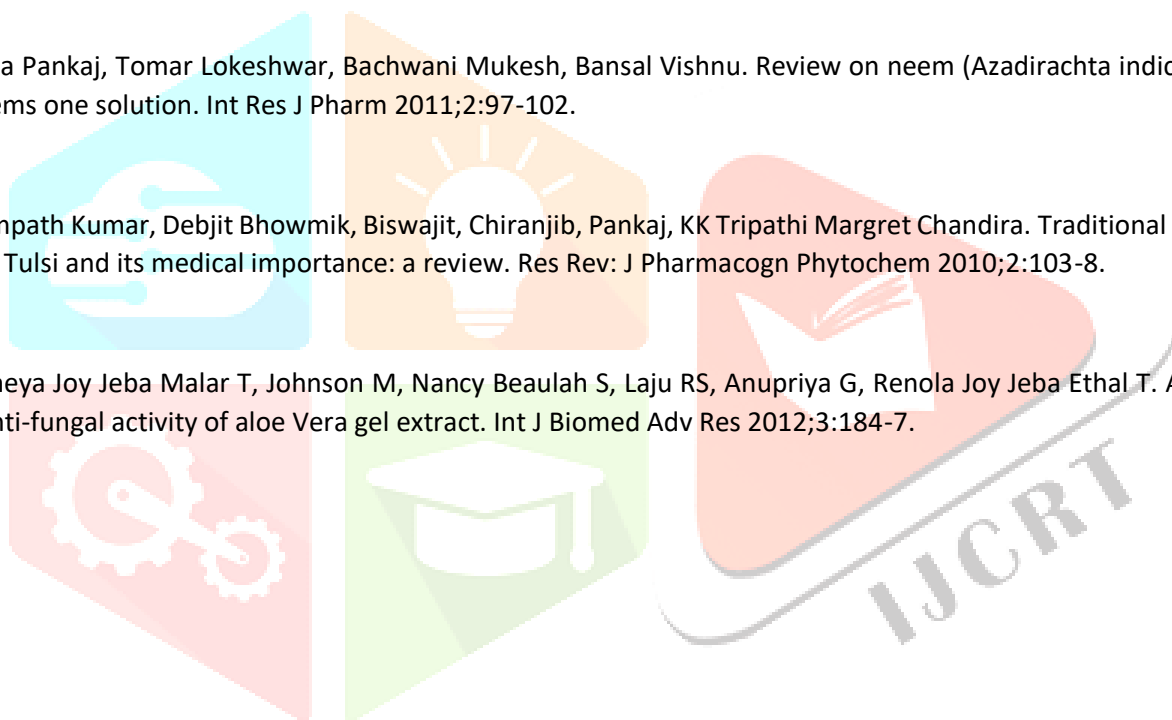 a Pankaj, Tomar Lokeshwar, Bachwani Mukesh, Bansal Vishnu. Review on neem (Azadirachta indic
ems one solution. Int Res J Pharm 2011;2:97-102.
npath Kumar, Debjit Bhowmik, Biswajit, Chiranjib, Pankaj, KK Tripathi Margret Chandira. Traditional
Tulsi and its medical importance: a review. Res Rev: J Pharmacogn Phytochem 2010;2:103-8.
neya Joy Jeba Malar T, Johnson M, Nancy Beaulah S, Laju RS, Anupriya G, Renola Joy Jeba Ethal T. A
nti-fungal activity of aloe Vera gel extract. Int J Biomed Adv Res 2012;3:184-7.
IJCRT